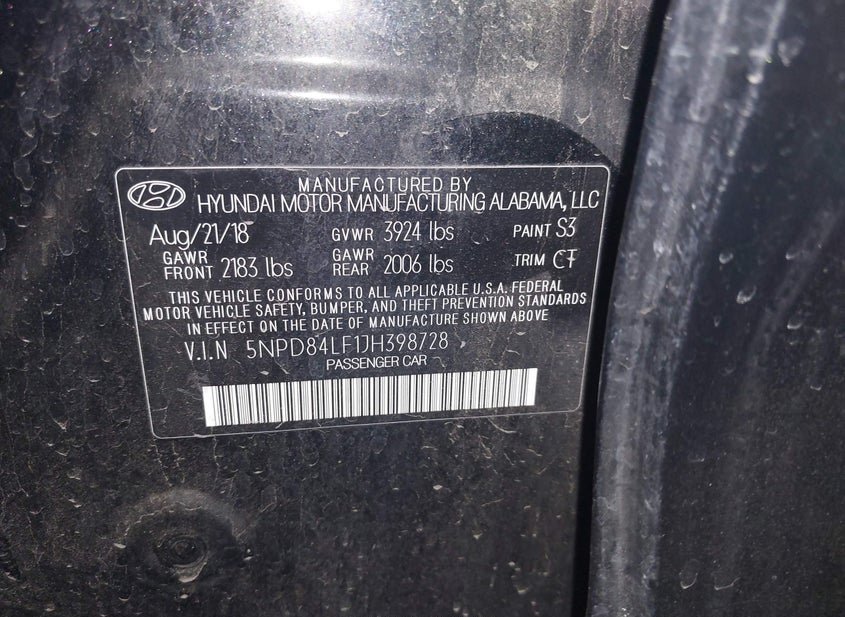 MANUFACTURED BY
HYUNDAI MOTOR MANUFACTURING ALABAMA, LLC
Aug/21/18 GVWR 3924 lbs PAINT S3
GAWR FRONT 2183 lbs GAWR REAR 2006 lbs TRIM CT
THIS VEHICLE CONFORMS TO ALL APPLICABLE U.S.A. FEDERAL
MOTOR VEHICLE SAFETY, BUMPER, AND THEFT PREVENTION STANDARDS
IN EFFECT ON THE DATE OF MANUFACTURE SHOWN ABOVE
V.I.N 5NPD84LF1JH398728
PASSENGER CAR